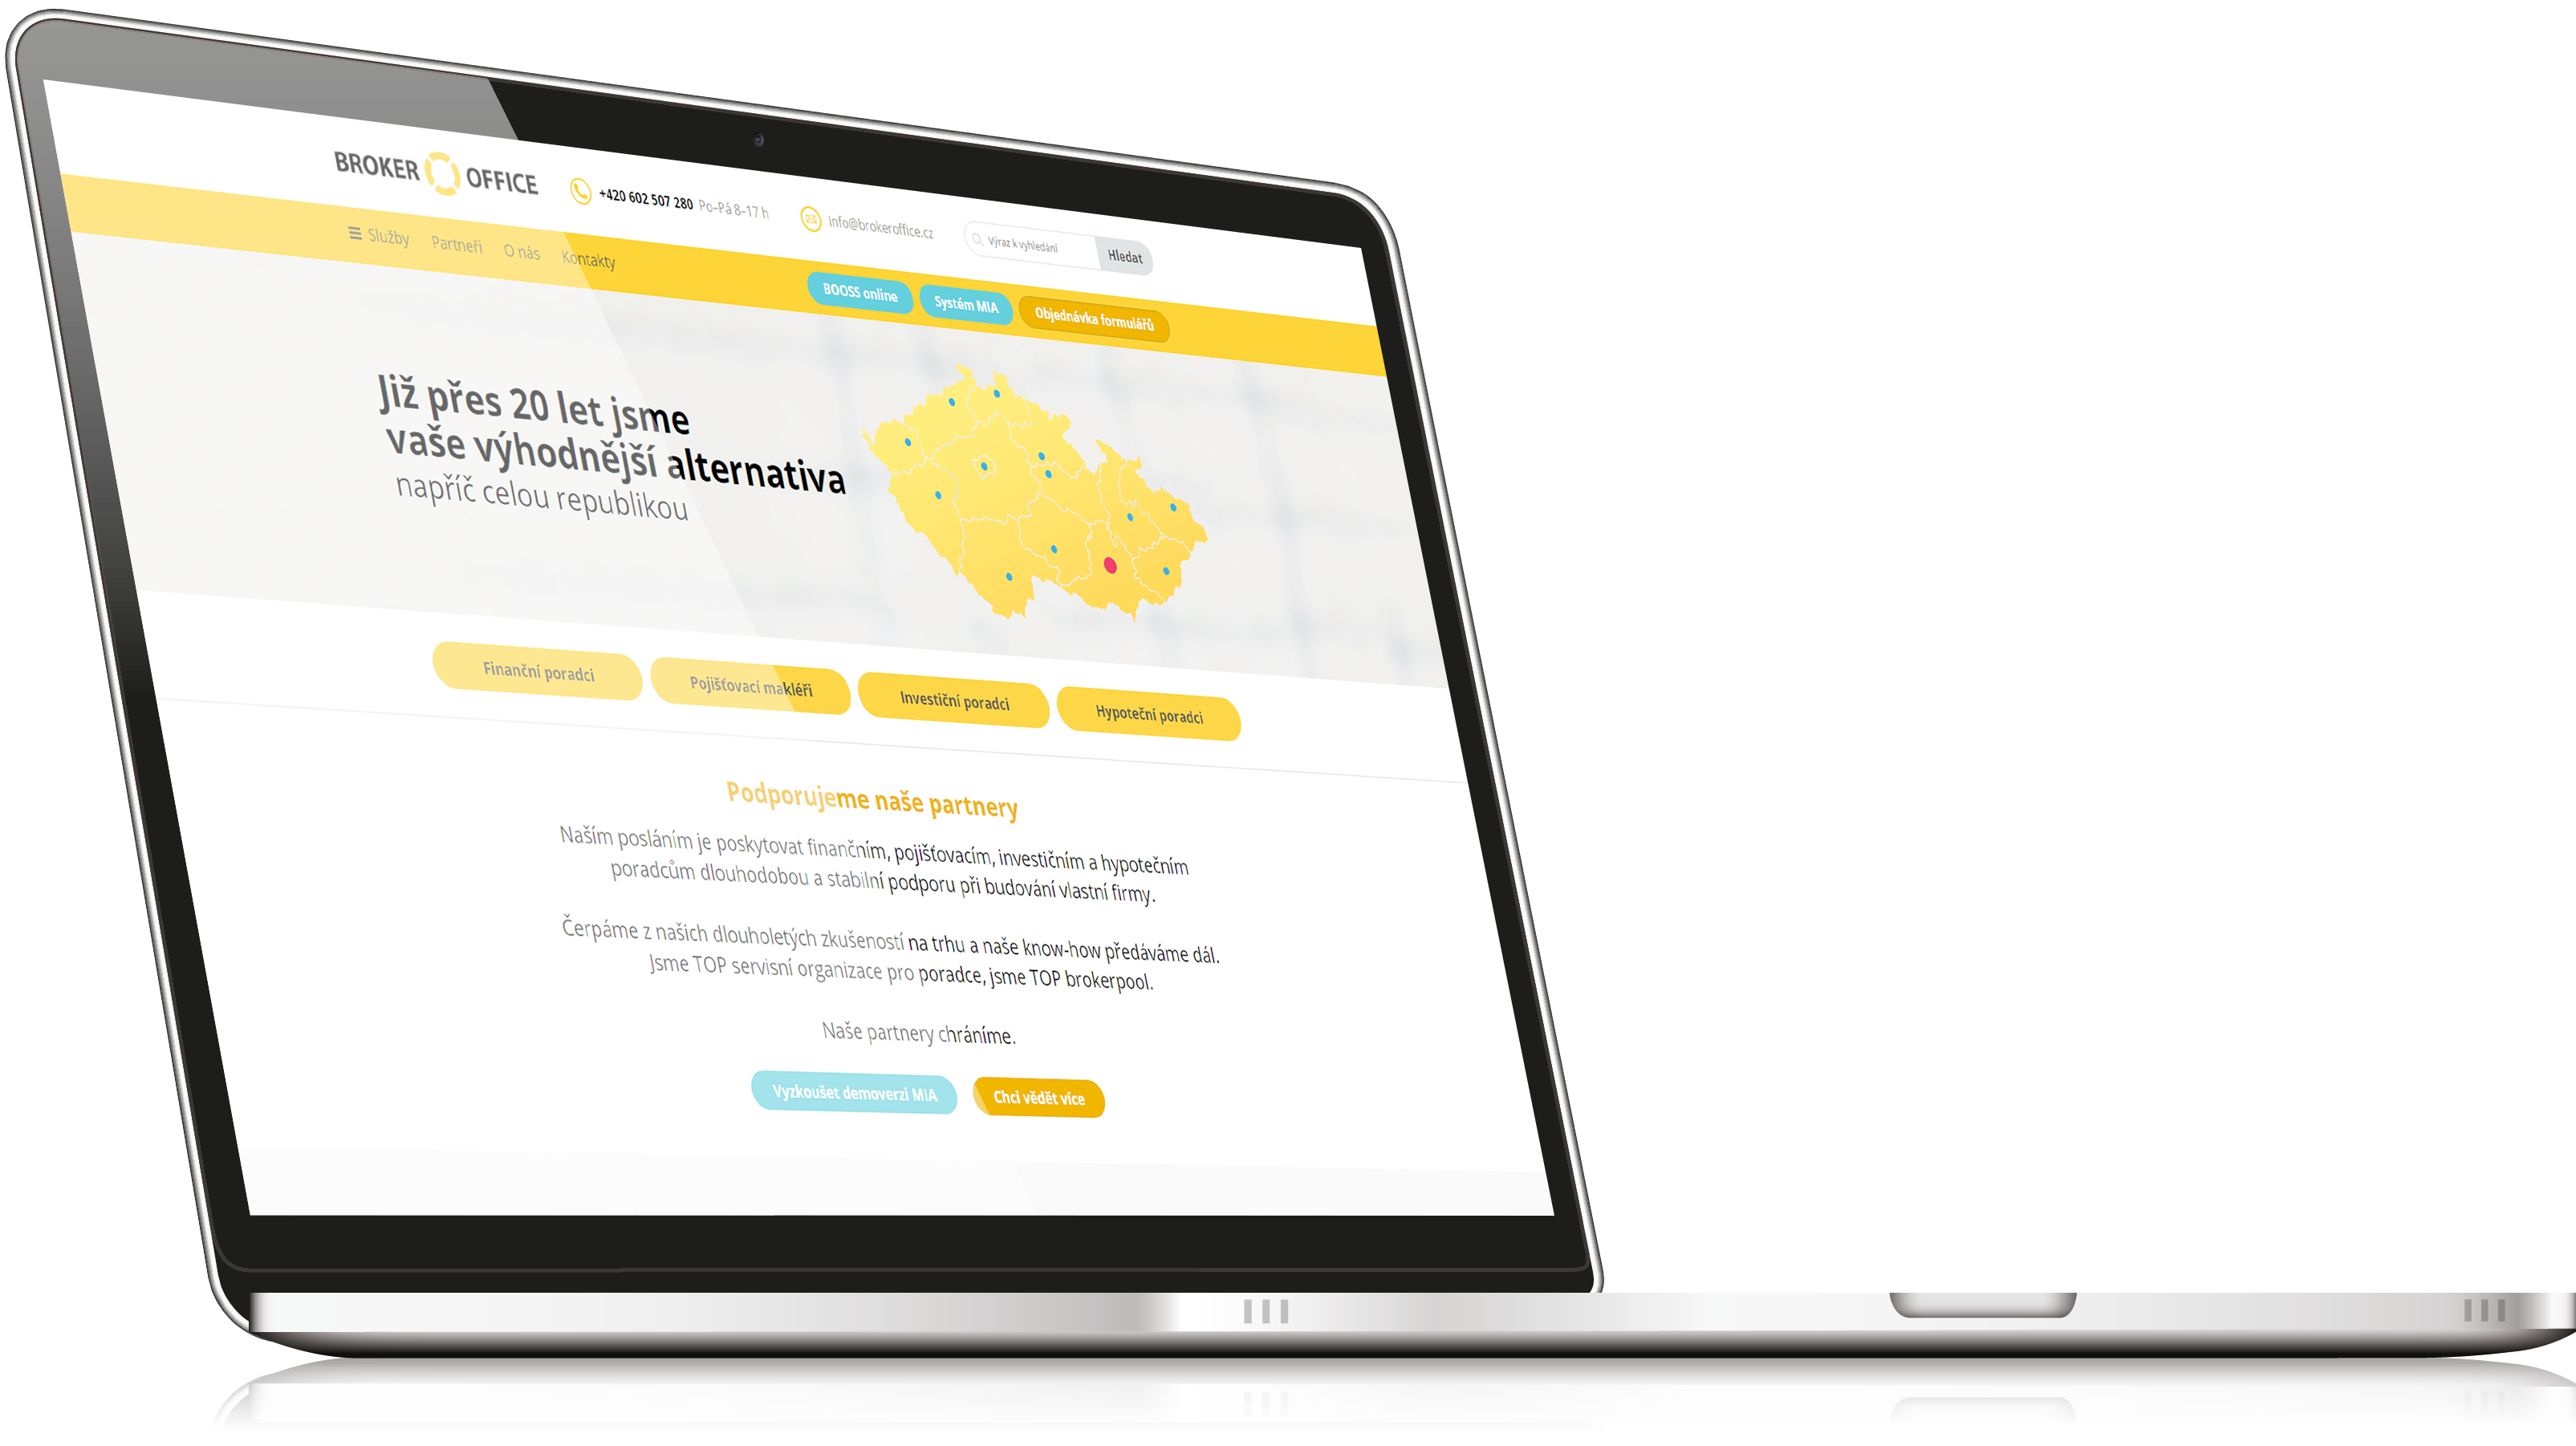 BROKER OFFICE
+420 602 507 280 Po–Pá 8–17 h
info@brokeroffice.cz
Výraz k vyhledání
Hledat
Služby
Partneři
O nás
Kontakty
BOOSS online
Systém MIA
Objednávka formulářů
Již přes 20 let jsme
vaše výhodnější alternativa
napříč celou republikou
Finanční poradci
Pojišťovací makléři
Investiční poradci
Hypoteční poradci
Podporujeme naše partnery
Naším posláním je poskytovat finančním, pojišťovacím, investičním a hypotečním
poradcům dlouhodobou a stabilní podporu při budování vlastní firmy.
Čerpáme z našich dlouholetých zkušeností na trhu a naše know-how předáváme dál.
Jsme TOP servisní organizace pro poradce, jsme TOP brokerpool.
Naše partnery chráníme.
Vyzkoušet demoverzi MIA
Chci vědět více